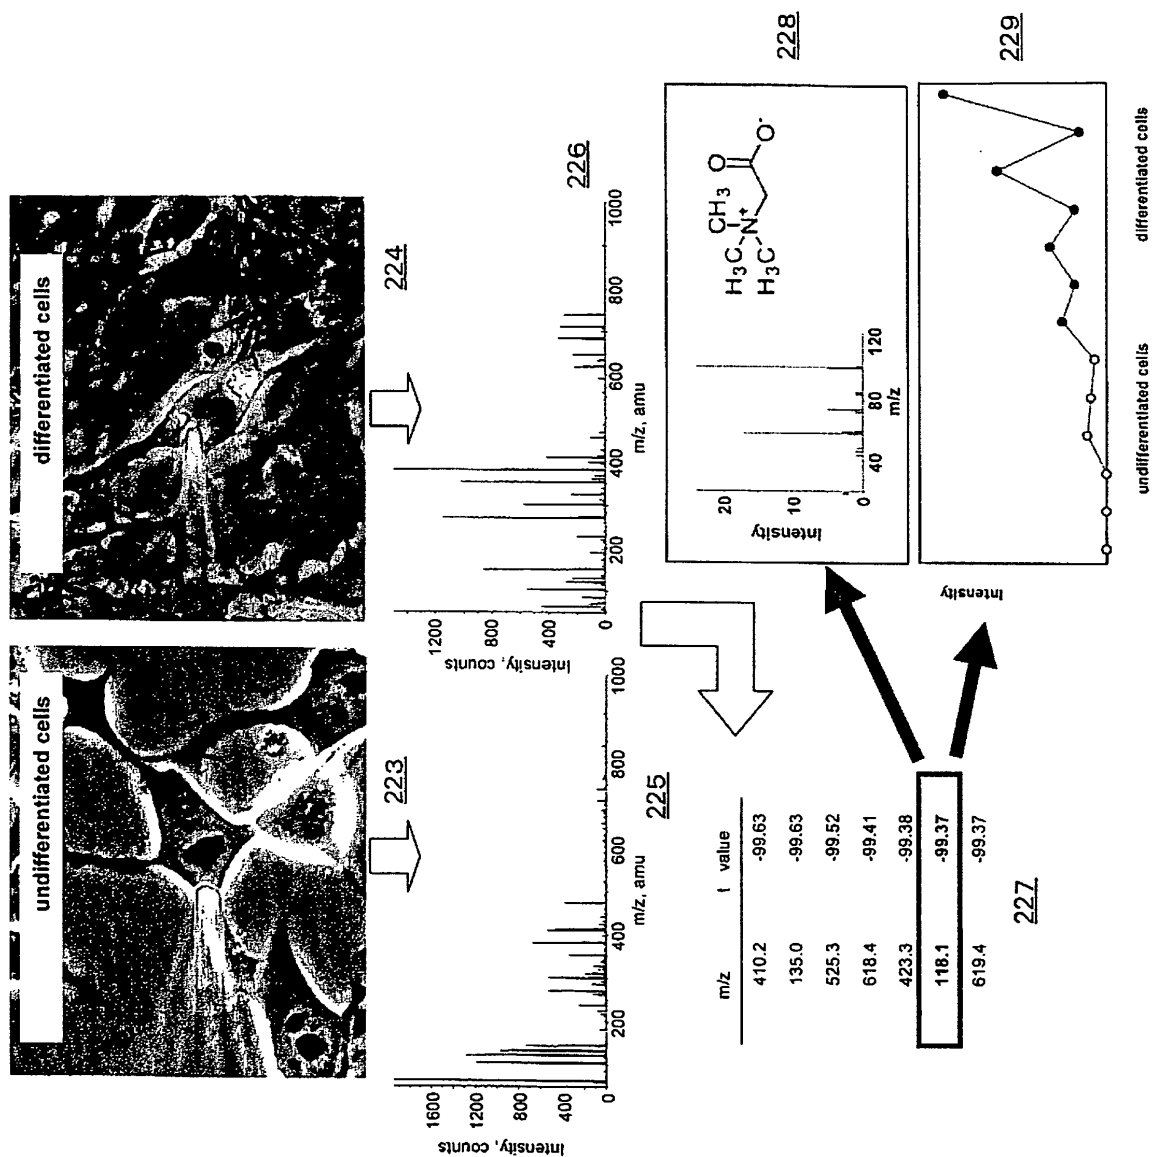 undifferentiated cells
differentiated cells
223
224
Intensity, counts
1600
1200
800
400
0
200
400
600
800
1000
m/z, amu
225
Intensity, counts
1200
800
400
0
200
400
600
800
1000
m/z, amu
226
m/z t value
410.2 -99.63
135.0 -99.63
525.3 -99.52
618.4 -99.41
423.3 -99.38
118.1 -99.37
619.4 -99.37
227
Intensity
20
10
0
40
80
120
m/z
H3C
CH3
N+
H3C
O
O-
228
Intensity
229
undifferentiated cells
differentiated cells